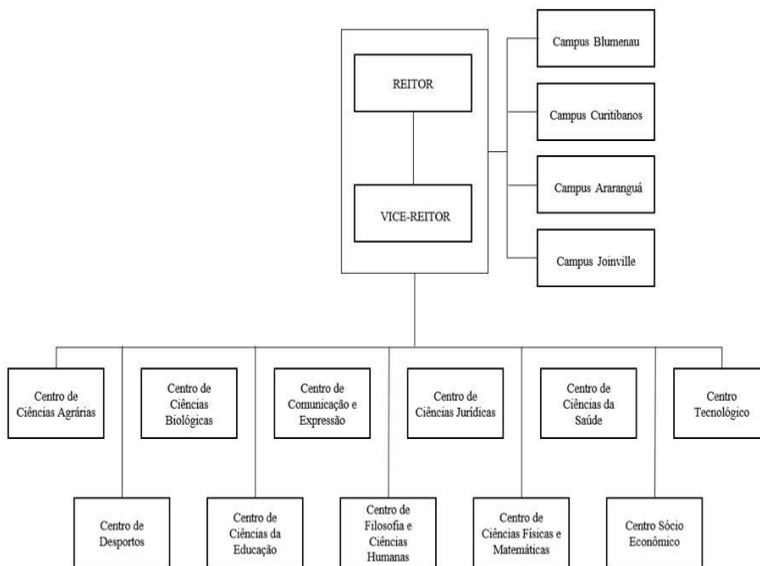 Campus Blumenau
REITOR
Campus Curitibanos
Campus Araranguá
VICE-REITOR
Campus Joinville
Centro de
Ciências Agrárias
Centro de
Ciências
Biológicas
Centro de
Comunicação e
Expressão
Centro de
Ciências Jurídicas
Centro de
Ciências da
Saúde
Centro
Tecnológico
Centro de
Desportos
Centro de
Ciências da
Educação
Centro de
Filosofia e
Ciências
Humanas
Centro de
Ciências Físicas e
Matemáticas
Centro Sócio
Econômico